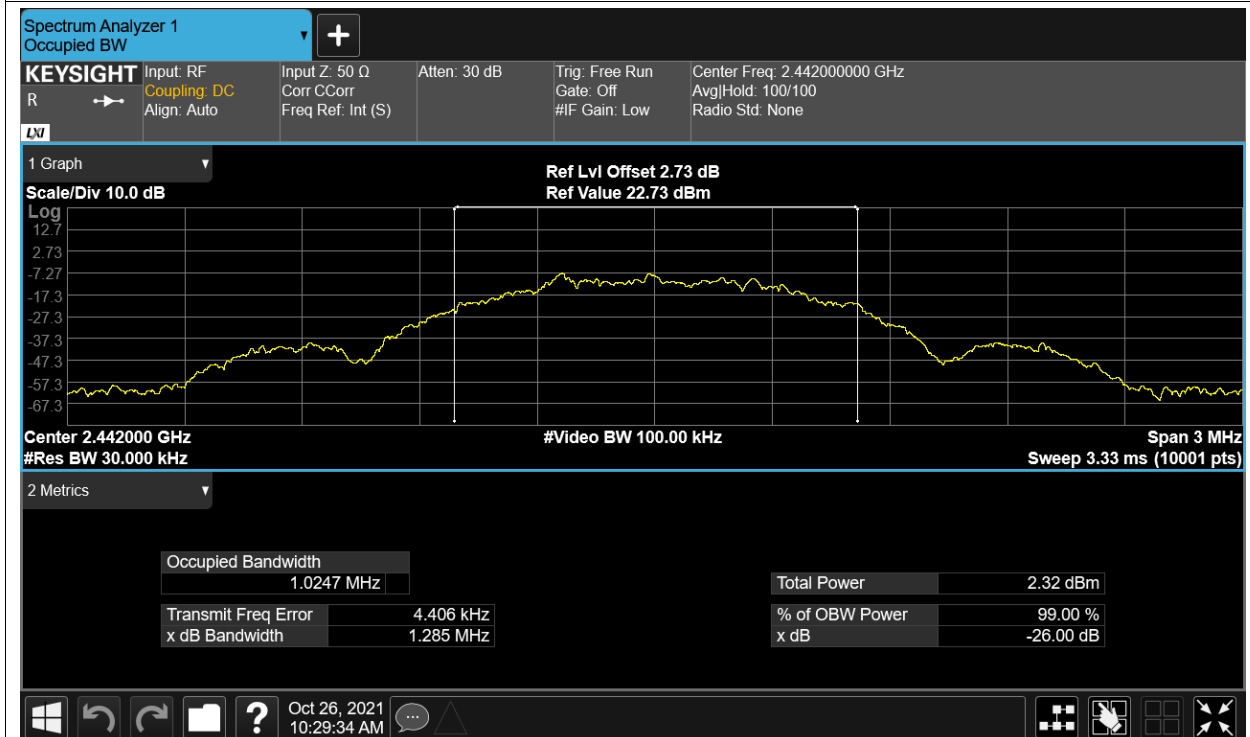 Spectrum Analyzer 1
Occupied BW
KEYSIGHT Input: RF Input Z: 50 Ω Atten: 30 dB Trig: Free Run Center Freq: 2.442000000 GHz
R Coupling: DC Corr CCorr Gate: Off Avg|Hold: 100/100
Align: Auto Freq Ref: Int (S) #IF Gain: Low Radio Std: None
LXI
1 Graph Ref Lvl Offset 2.73 dB
Scale/Div 10.0 dB Ref Value 22.73 dBm
Log
12.7
2.73
-7.27
-17.3
-27.3
-37.3
-47.3
-57.3
-67.3
Center 2.442000 GHz #Video BW 100.00 kHz Span 3 MHz
#Res BW 30.000 kHz Sweep 3.33 ms (10001 pts)
2 Metrics
Occupied Bandwidth
1.0247 MHz Total Power 2.32 dBm
Transmit Freq Error 4.406 kHz % of OBW Power 99.00 %
x dB Bandwidth 1.285 MHz x dB -26.00 dB
? Oct 26, 2021
10:29:34 AM